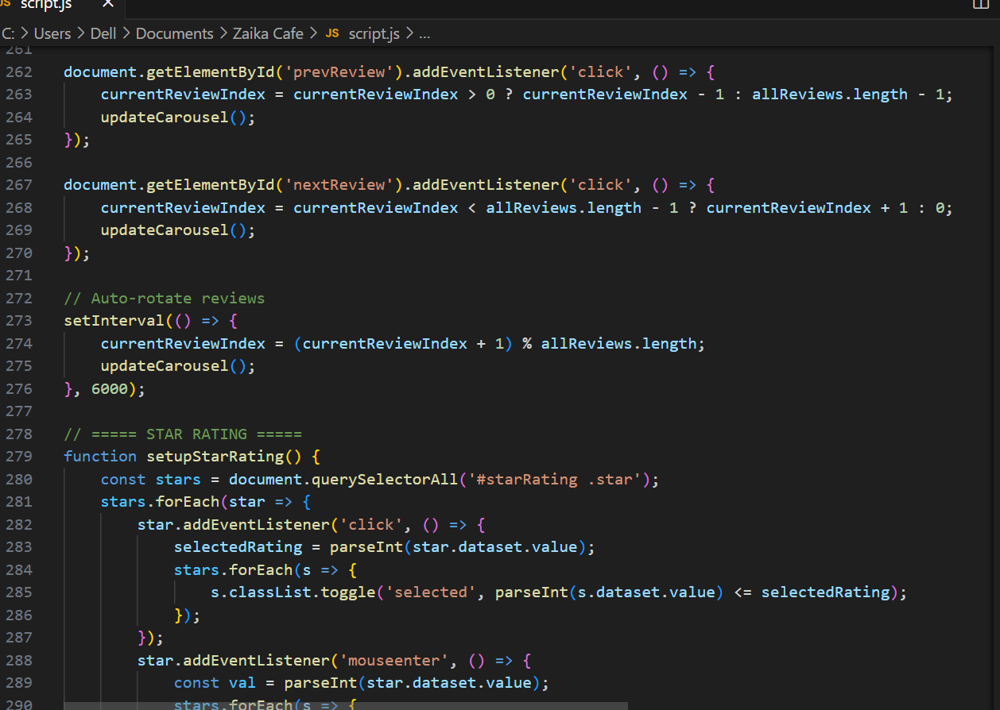 JS script.js ×
C: > Users > Dell > Documents > Zaika Cafe > JS script.js > ...
261
262 document.getElementById('prevReview').addEventListener('click', () => {
263     currentReviewIndex = currentReviewIndex > 0 ? currentReviewIndex - 1 : allReviews.length - 1;
264     updateCarousel();
265 });
266
267 document.getElementById('nextReview').addEventListener('click', () => {
268     currentReviewIndex = currentReviewIndex < allReviews.length - 1 ? currentReviewIndex + 1 : 0;
269     updateCarousel();
270 });
271
272 // Auto-rotate reviews
273 setInterval(() => {
274     currentReviewIndex = (currentReviewIndex + 1) % allReviews.length;
275     updateCarousel();
276 }, 6000);
277
278 // ===== STAR RATING =====
279 function setupStarRating() {
280     const stars = document.querySelectorAll('#starRating .star');
281     stars.forEach(star => {
282         star.addEventListener('click', () => {
283             selectedRating = parseInt(star.dataset.value);
284             stars.forEach(s => {
285                 s.classList.toggle('selected', parseInt(s.dataset.value) <= selectedRating);
286             });
287         });
288         star.addEventListener('mouseenter', () => {
289             const val = parseInt(star.dataset.value);
290             stars.forEach(s => {